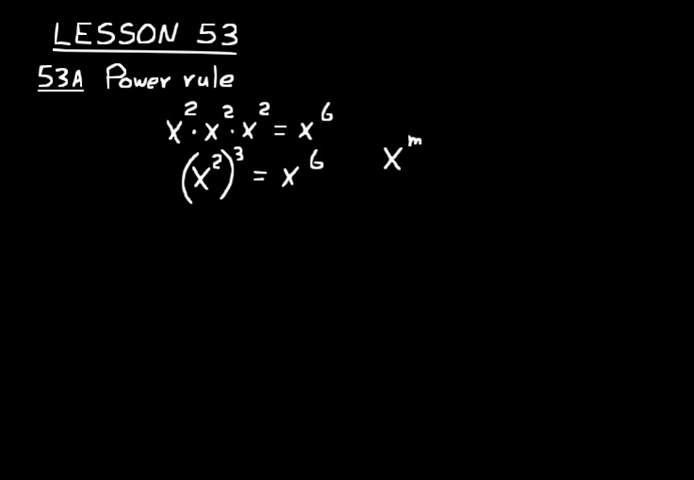 LESSON 53
53A Power rule
x² · x² · x² = x⁶
(x²)³ = x⁶
xᵐ